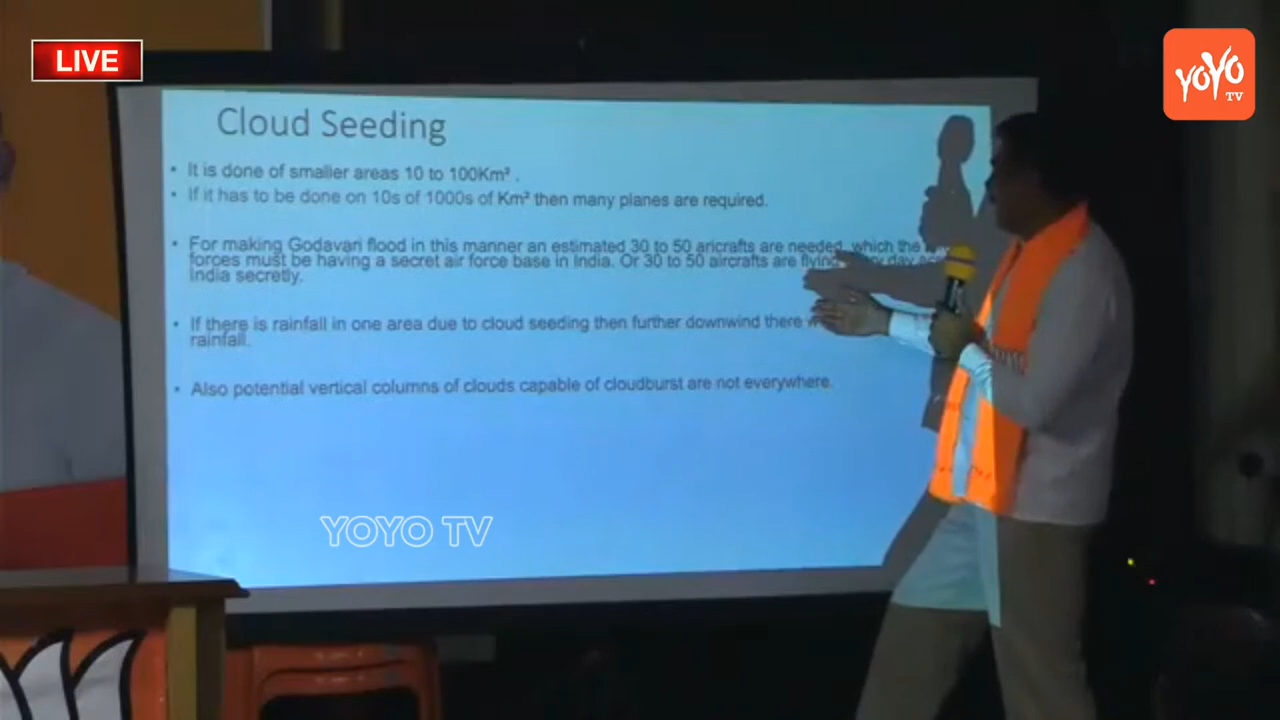 LIVE
YOYO
TV
Cloud Seeding
• It is done of smaller areas 10 to 100Km² .
• If it has to be done on 10s of 1000s of Km² then many planes are required.
• For making Godavari flood in this manner an estimated 30 to 50 aricrafts are needed, which the
forces must be having a secret air force base in India. Or 30 to 50 aircrafts are flying day
India secretly.
• If there is rainfall in one area due to cloud seeding then further downwind there
rainfall.
• Also potential vertical columns of clouds capable of cloudburst are not everywhere.
YOYO TV